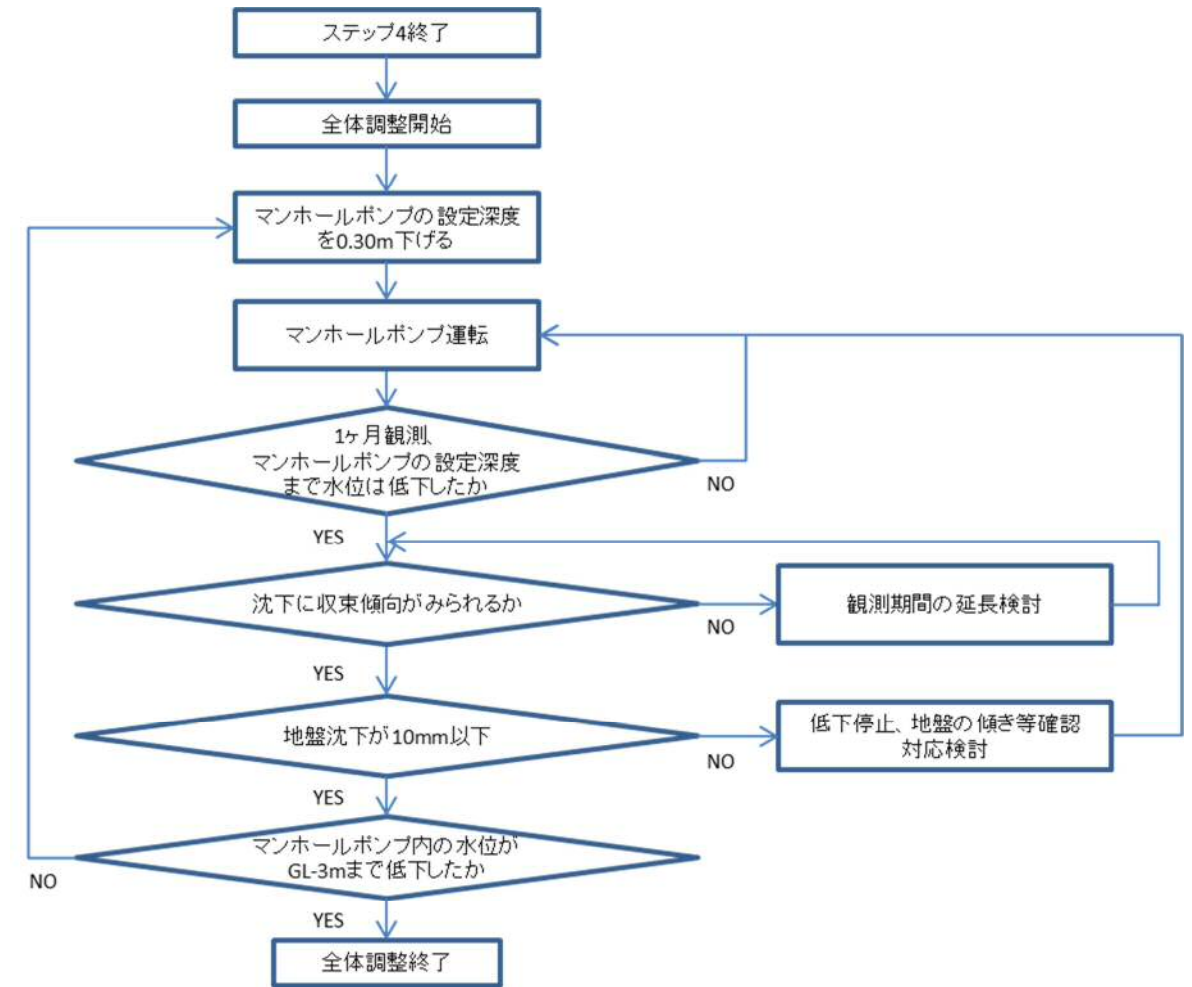 ステップ4終了
全体調整開始
マンホールポンプの設定深度
を0.30m下げる
マンホールポンプ運転
1ヶ月観測、
マンホールポンプの設定深度
まで水位は低下したか
NO
YES
沈下に収束傾向がみられるか
NO
観測期間の延長検討
YES
地盤沈下が10mm以下
NO
低下停止、地盤の傾き等確認
対応検討
YES
マンホールポンプ内の水位が
GL-3mまで低下したか
NO
YES
全体調整終了